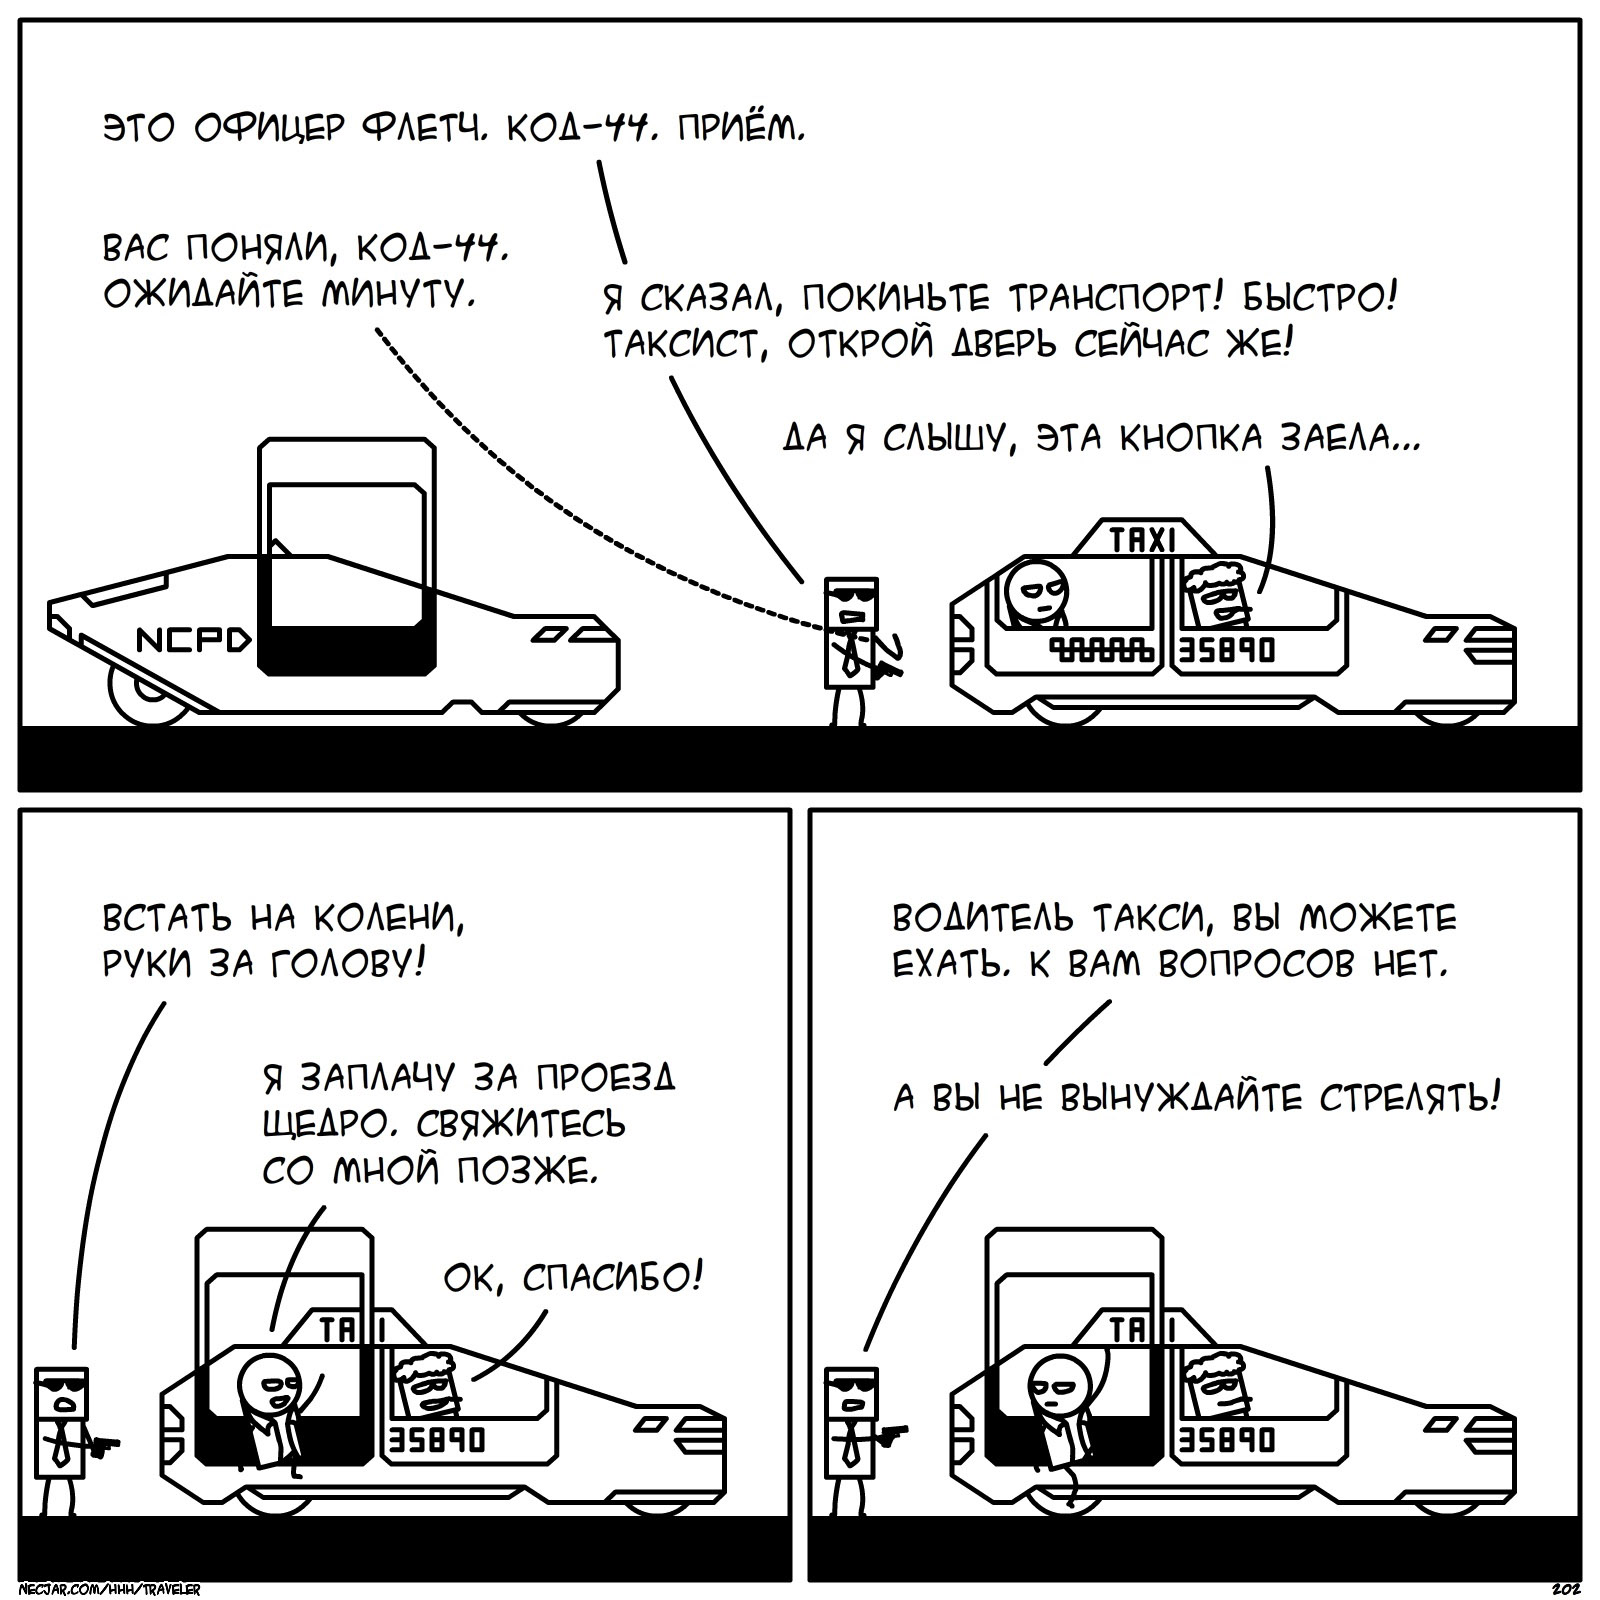 ЭТО ОФИЦЕР ФЛЕТЧ. КОД-44. ПРИЁМ.
ВАС ПОНЯЛИ, КОД-44.
ОЖИДАЙТЕ МИНУТУ.
Я СКАЗАЛ, ПОКИНЬТЕ ТРАНСПОРТ! БЫСТРО!
ТАКСИСТ, ОТКРОЙ ДВЕРЬ СЕЙЧАС ЖЕ!
ДА Я СЛЫШУ, ЭТА КНОПКА ЗАЕЛА...
NCPD
TAXI
35890
ВСТАТЬ НА КОЛЕНИ,
РУКИ ЗА ГОЛОВУ!
Я ЗАПЛАЧУ ЗА ПРОЕЗД
ЩЕДРО. СВЯЖИТЕСЬ
СО МНОЙ ПОЗЖЕ.
ОК, СПАСИБО!
TA I
35890
ВОДИТЕЛЬ ТАКСИ, ВЫ МОЖЕТЕ
ЕХАТЬ. К ВАМ ВОПРОСОВ НЕТ.
А ВЫ НЕ ВЫНУЖДАЙТЕ СТРЕЛЯТЬ!
TA I
35890
NECJAR.COM/HHH/TRAVELER
202